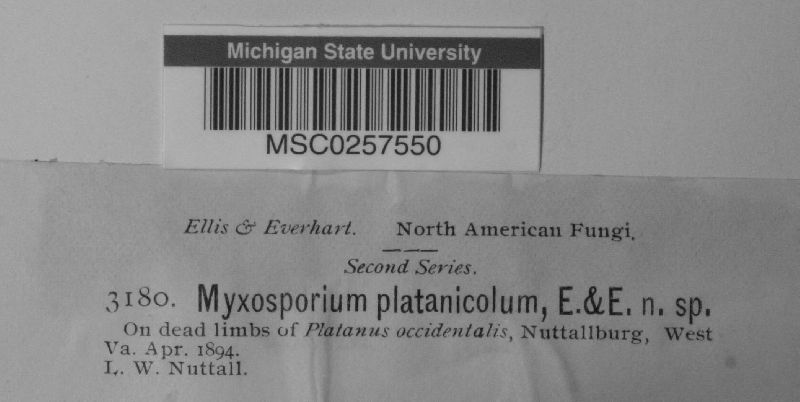 Michigan State University
MSC0257550
Ellis & Everhart. North American Fungi.
Second Series.
3180. Myxosporium platanicolum, E.&E. n. sp.
On dead limbs of Platanus occidentalis, Nuttallburg, West
Va. Apr. 1894.
L. W. Nuttall.